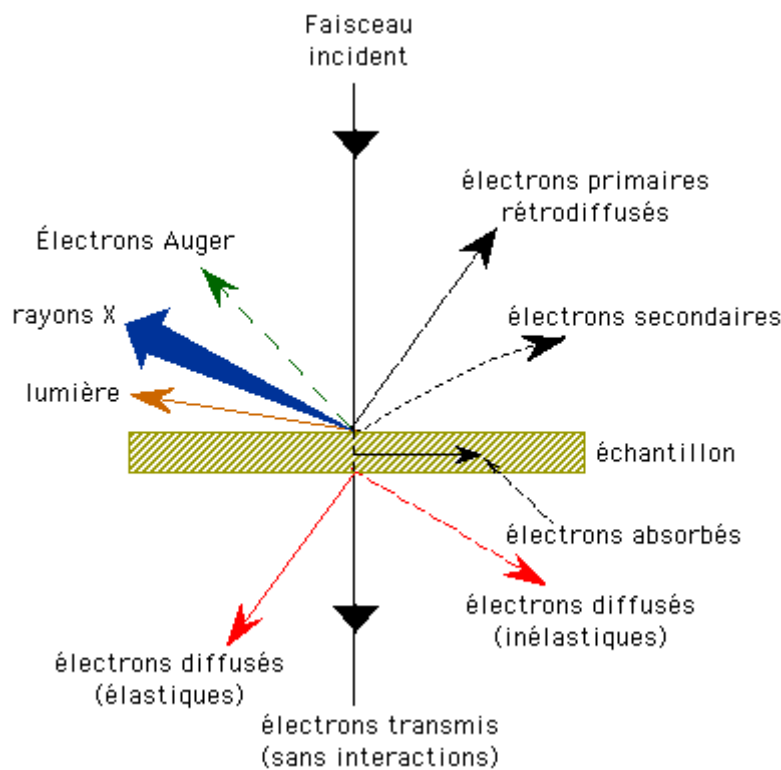 Faisceau
incident
électrons primaires
rétrodiffusés
Électrons Auger
rayons X
électrons secondaires
lumière
échantillon
électrons absorbés
électrons diffusés
(inélastiques)
électrons diffusés
(élastiques)
électrons transmis
(sans interactions)